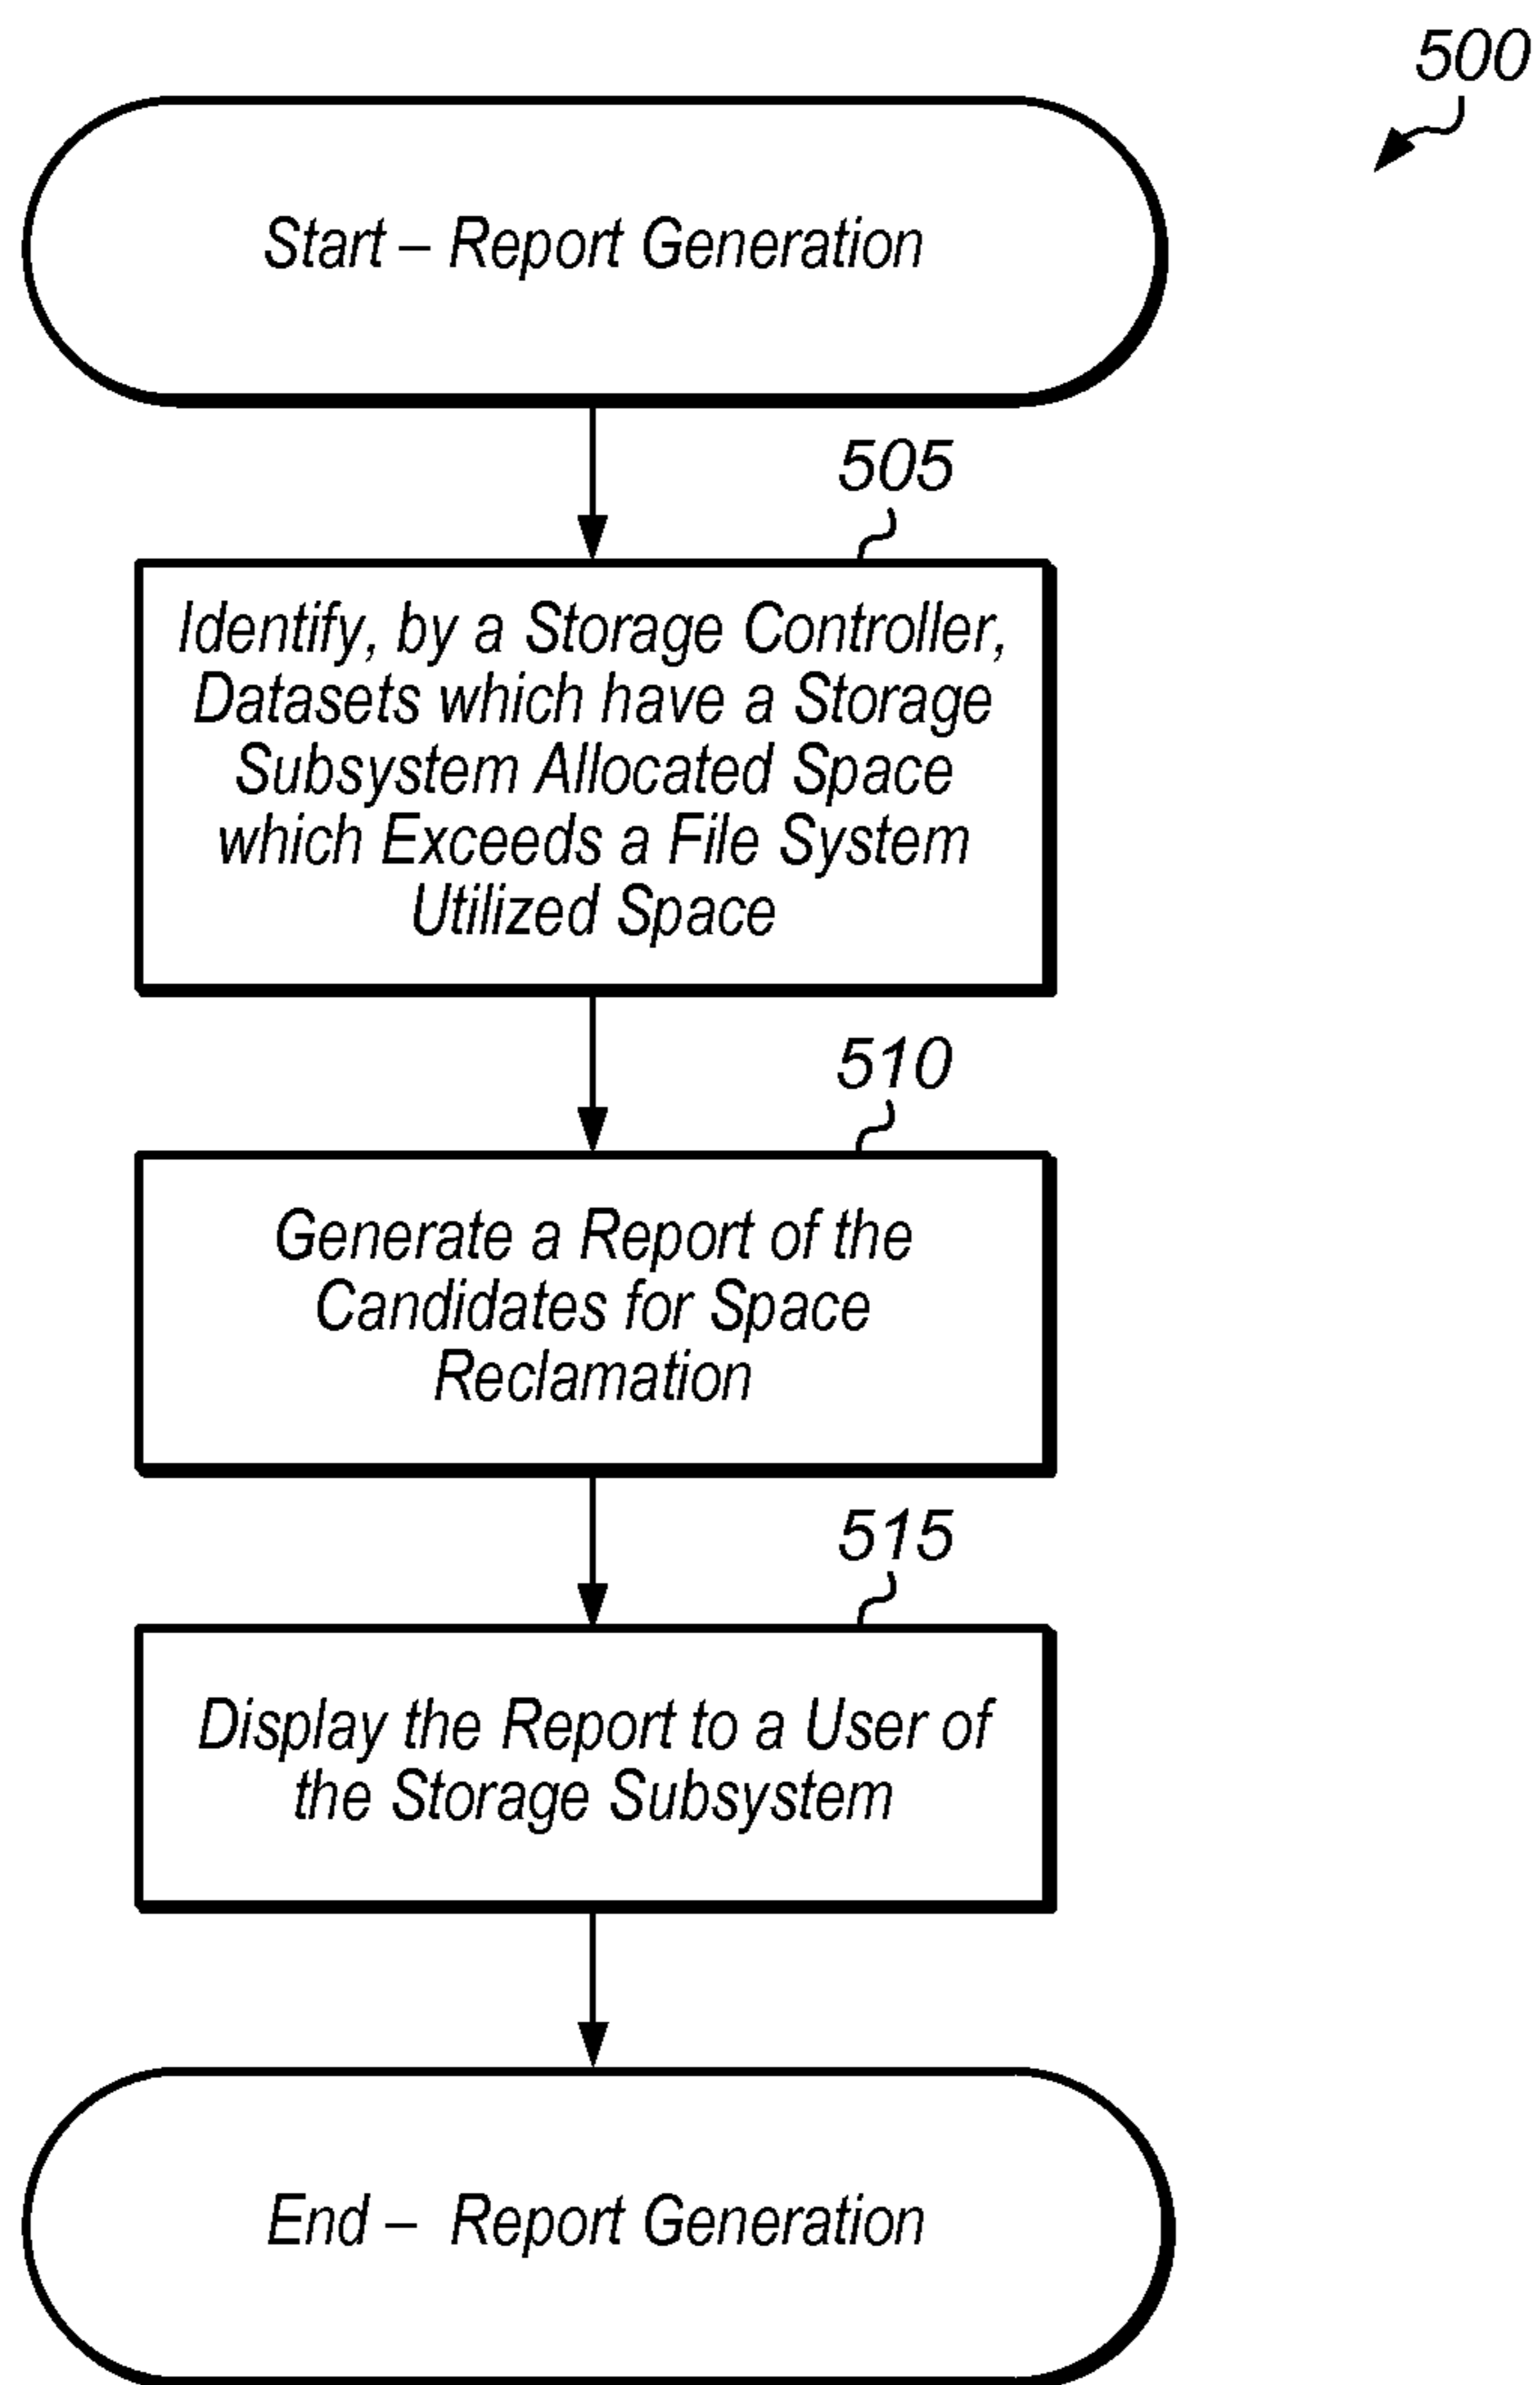 500
Start – Report Generation
505
Identify, by a Storage Controller,
Datasets which have a Storage
Subsystem Allocated Space
which Exceeds a File System
Utilized Space
510
Generate a Report of the
Candidates for Space
Reclamation
515
Display the Report to a User of
the Storage Subsystem
End – Report Generation